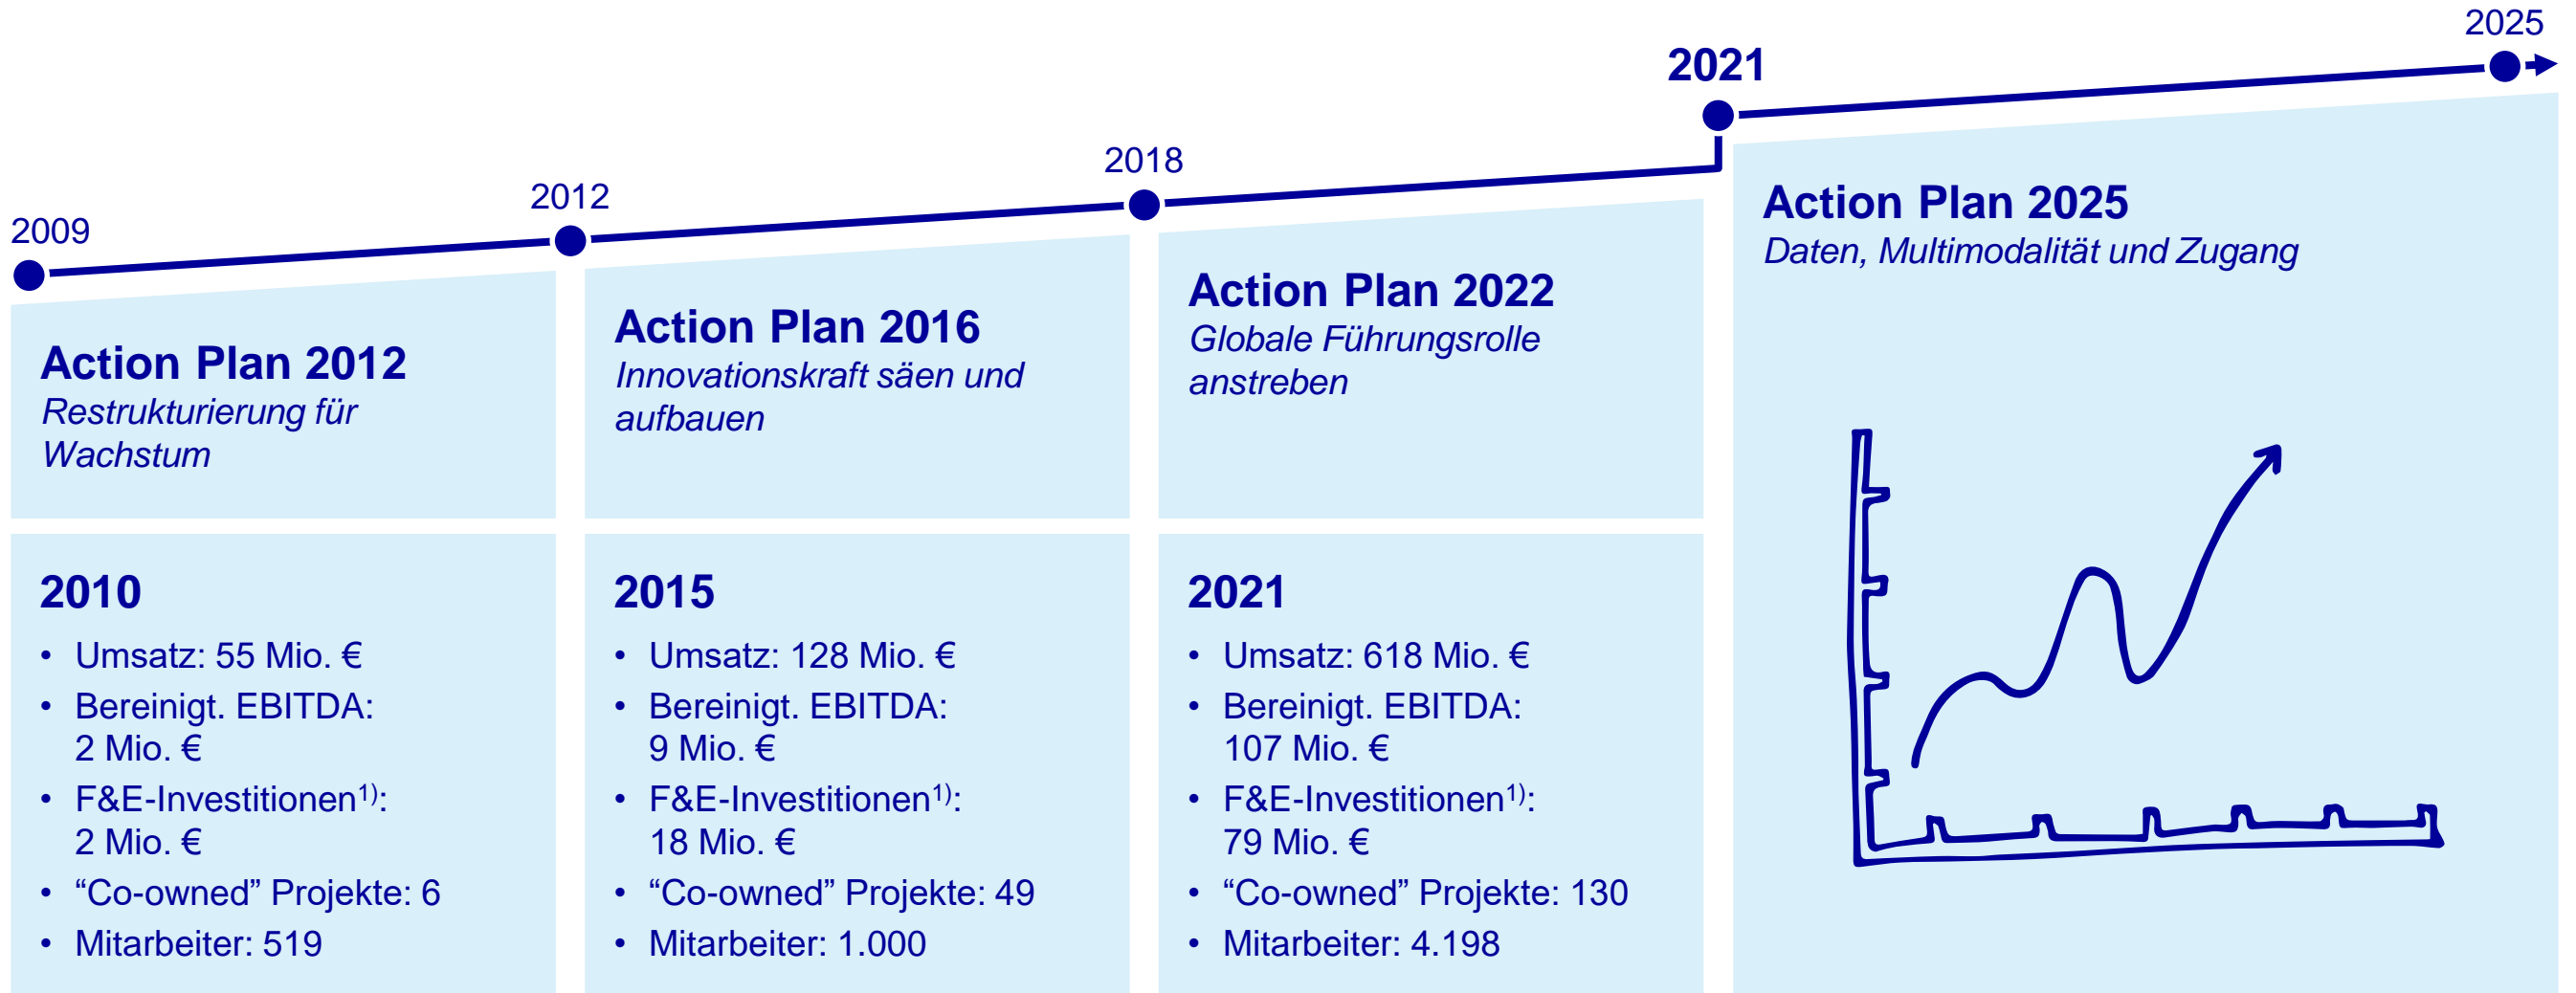 2009
2012
2018
2021
2025
Action Plan 2012
Restrukturierung für
Wachstum
Action Plan 2016
Innovationskraft säen und
aufbauen
Action Plan 2022
Globale Führungsrolle
anstreben
Action Plan 2025
Daten, Multimodalität und Zugang
2010
• Umsatz: 55 Mio. €
• Bereinigt. EBITDA:
2 Mio. €
• F&E-Investitionen1):
2 Mio. €
• “Co-owned” Projekte: 6
• Mitarbeiter: 519
2015
• Umsatz: 128 Mio. €
• Bereinigt. EBITDA:
9 Mio. €
• F&E-Investitionen1):
18 Mio. €
• “Co-owned” Projekte: 49
• Mitarbeiter: 1.000
2021
• Umsatz: 618 Mio. €
• Bereinigt. EBITDA:
107 Mio. €
• F&E-Investitionen1):
79 Mio. €
• “Co-owned” Projekte: 130
• Mitarbeiter: 4.198